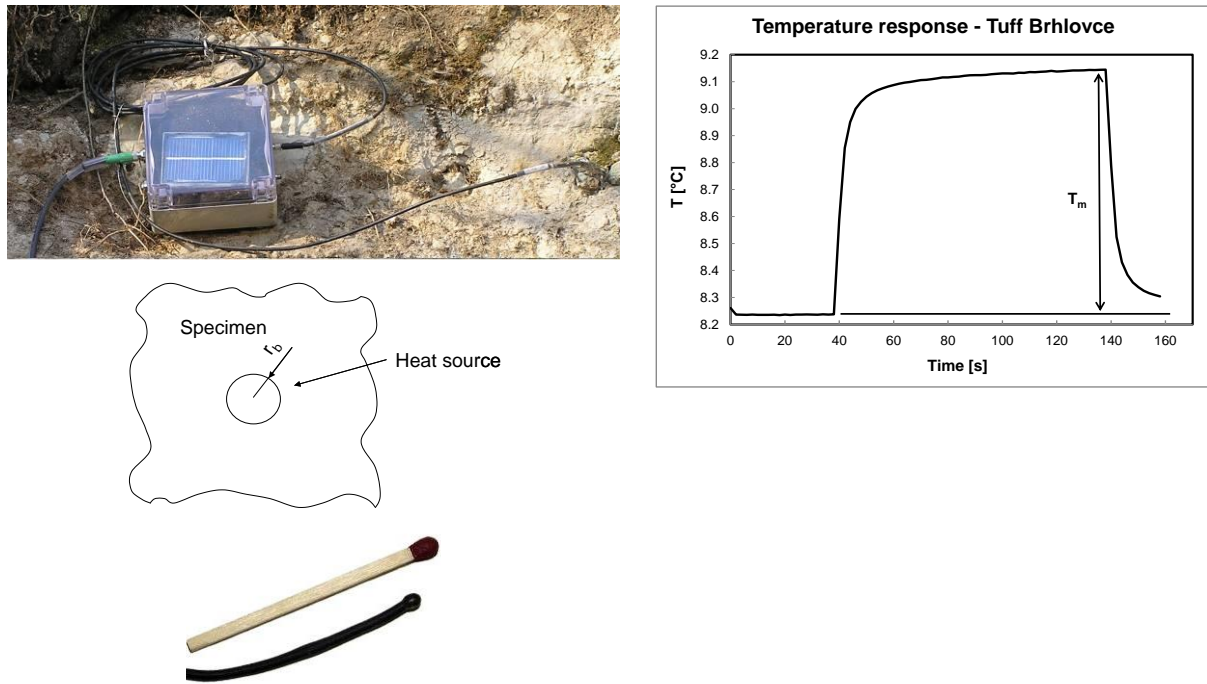 Specimen
r_b
Heat source
Temperature response - Tuff Brhlovce
T [°C]
9.2
9.1
9.0
8.9
8.8
8.7
8.6
8.5
8.4
8.3
8.2
T_m
0 20 40 60 80 100 120 140 160
Time [s]